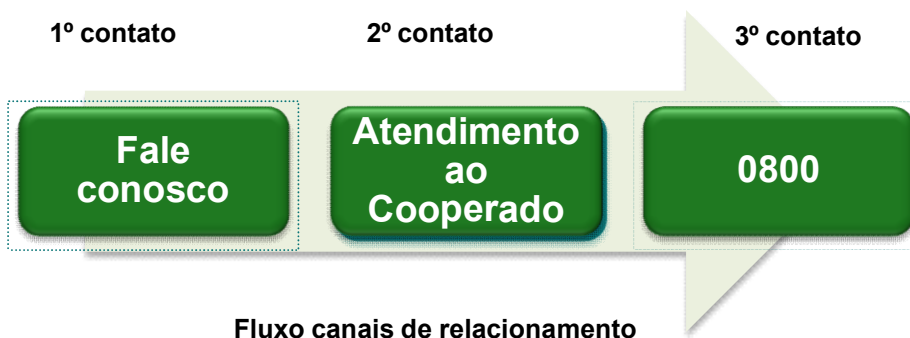 1º contato
2º contato
3º contato
Fale
conosco
Atendimento
ao
Cooperado
0800
Fluxo canais de relacionamento